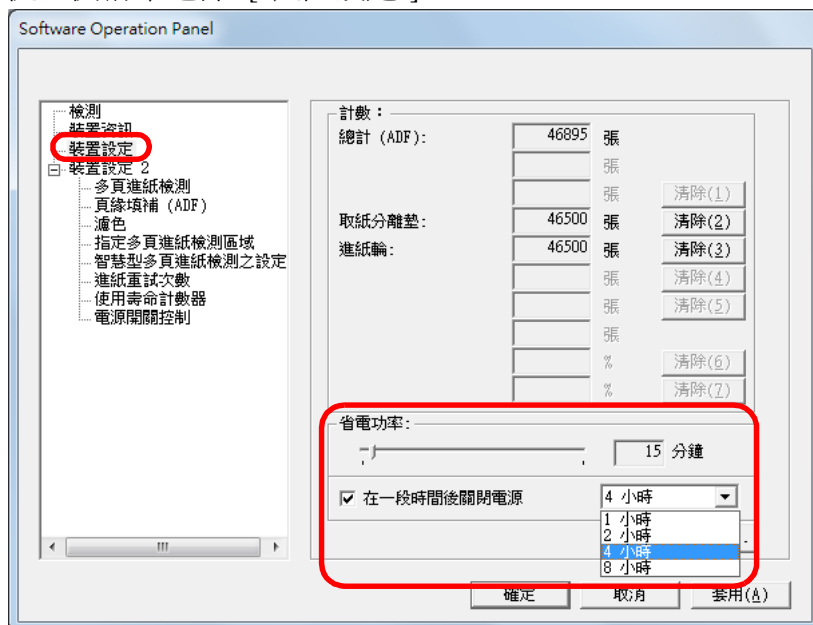 Software Operation Panel
檢測
裝置資訊
裝置設定
裝置設定 2
多頁進紙檢測
頁緣填補 (ADF)
濾色
指定多頁進紙檢測區域
智慧型多頁進紙檢測之設定
進紙重試次數
使用壽命計數器
電源開關控制
計數：
總計 (ADF): 46895 張
張
張 清除(1)
取紙分離墊: 46500 張 清除(2)
進紙輪: 46500 張 清除(3)
張 清除(4)
張 清除(5)
張
% 清除(6)
% 清除(7)
省電功率:
15 分鐘
在一段時間後關閉電源 4 小時
1 小時
2 小時
4 小時
8 小時
確定 取消 套用(A)